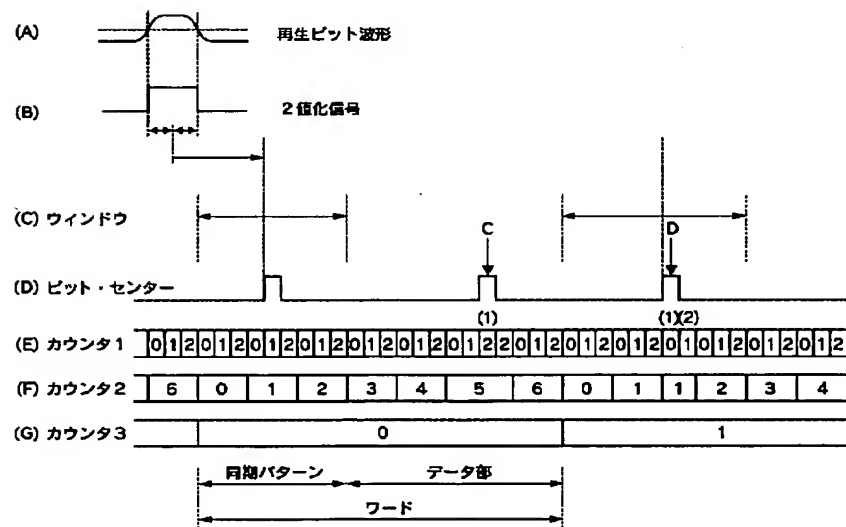 (A) 再生ピット波形
(B) 2値化信号
(C) ウィンドウ
C D
(D) ピット・センター
(1) (1)(2)
(E) カウンタ1 0 1 2 0 1 2 0 1 2 0 1 2 0 1 2 0 1 2 0 1 2 2 0 1 2 0 1 2 0 1 2 0 1 0 1 2 0 1 2 0 1 2
(F) カウンタ2 6 0 1 2 3 4 5 6 0 1 1 2 3 4
(G) カウンタ3 0 1
同期パターン データ部
ワード